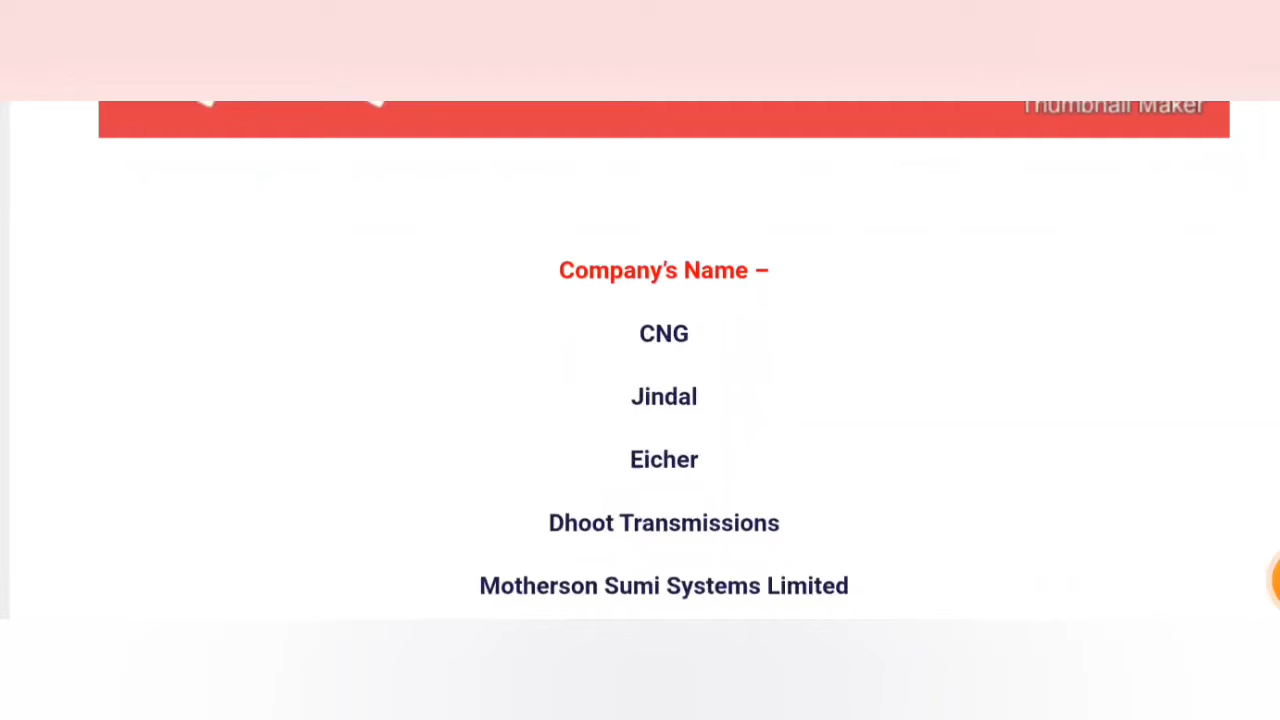 Thumbnail Maker
Company's Name –
CNG
Jindal
Eicher
Dhoot Transmissions
Motherson Sumi Systems Limited